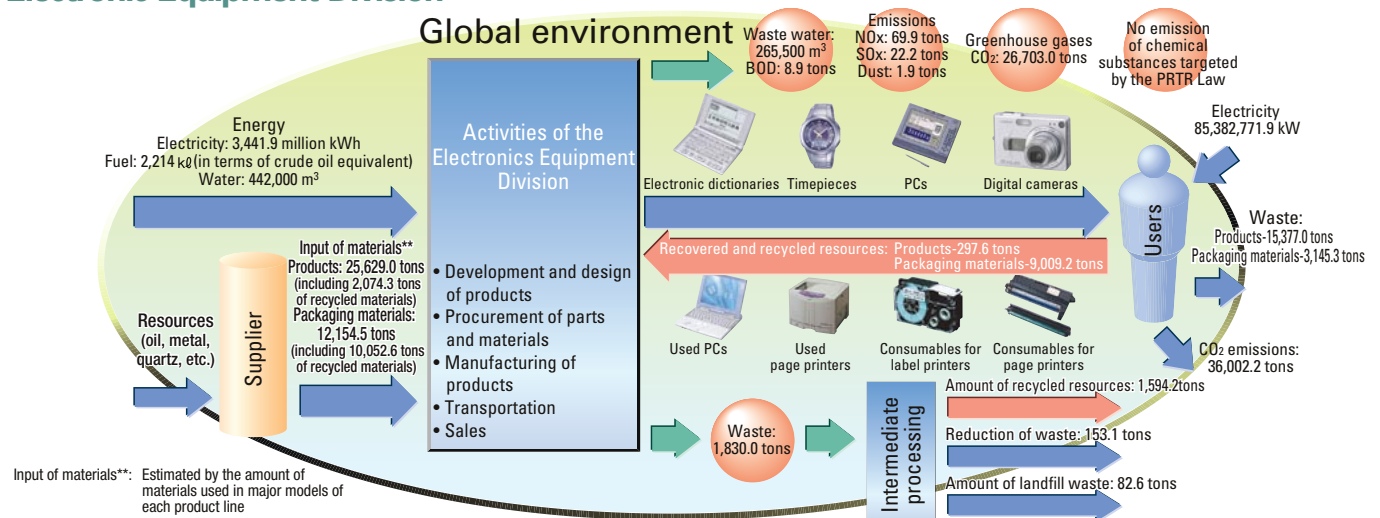 Electronic Equipment Division
Global environment
Waste water:
265,500 m³
BOD: 8.9 tons
Emissions
NOx: 69.9 tons
SOx: 22.2 tons
Dust: 1.9 tons
Greenhouse gases
CO₂: 26,703.0 tons
No emission
of chemical
substances targeted
by the PRTR Law
Energy
Electricity: 3,441.9 million kWh
Fuel: 2,214 kℓ (in terms of crude oil equivalent)
Water: 442,000 m³
Activities of the
Electronics Equipment
Division
• Development and design
of products
• Procurement of parts
and materials
• Manufacturing of
products
• Transportation
• Sales
Electronic dictionaries
Timepieces
PCs
Digital cameras
Electricity
85,382,771.9 kW
Users
Waste:
Products-15,377.0 tons
Packaging materials-3,145.3 tons
Recovered and recycled resources: Products-297.6 tons
Packaging materials-9,009.2 tons
Resources
(oil, metal,
quartz, etc.)
Supplier
Input of materials**
Products: 25,629.0 tons
(including 2,074.3 tons
of recycled materials)
Packaging materials:
12,154.5 tons
(including 10,052.6 tons
of recycled materials)
Used PCs
Used
page printers
Consumables for
label printers
Consumables for
page printers
CO₂ emissions:
36,002.2 tons
Waste:
1,830.0 tons
Intermediate
processing
Amount of recycled resources: 1,594.2tons
Reduction of waste: 153.1 tons
Amount of landfill waste: 82.6 tons
Input of materials**: Estimated by the amount of
materials used in major models of
each product line